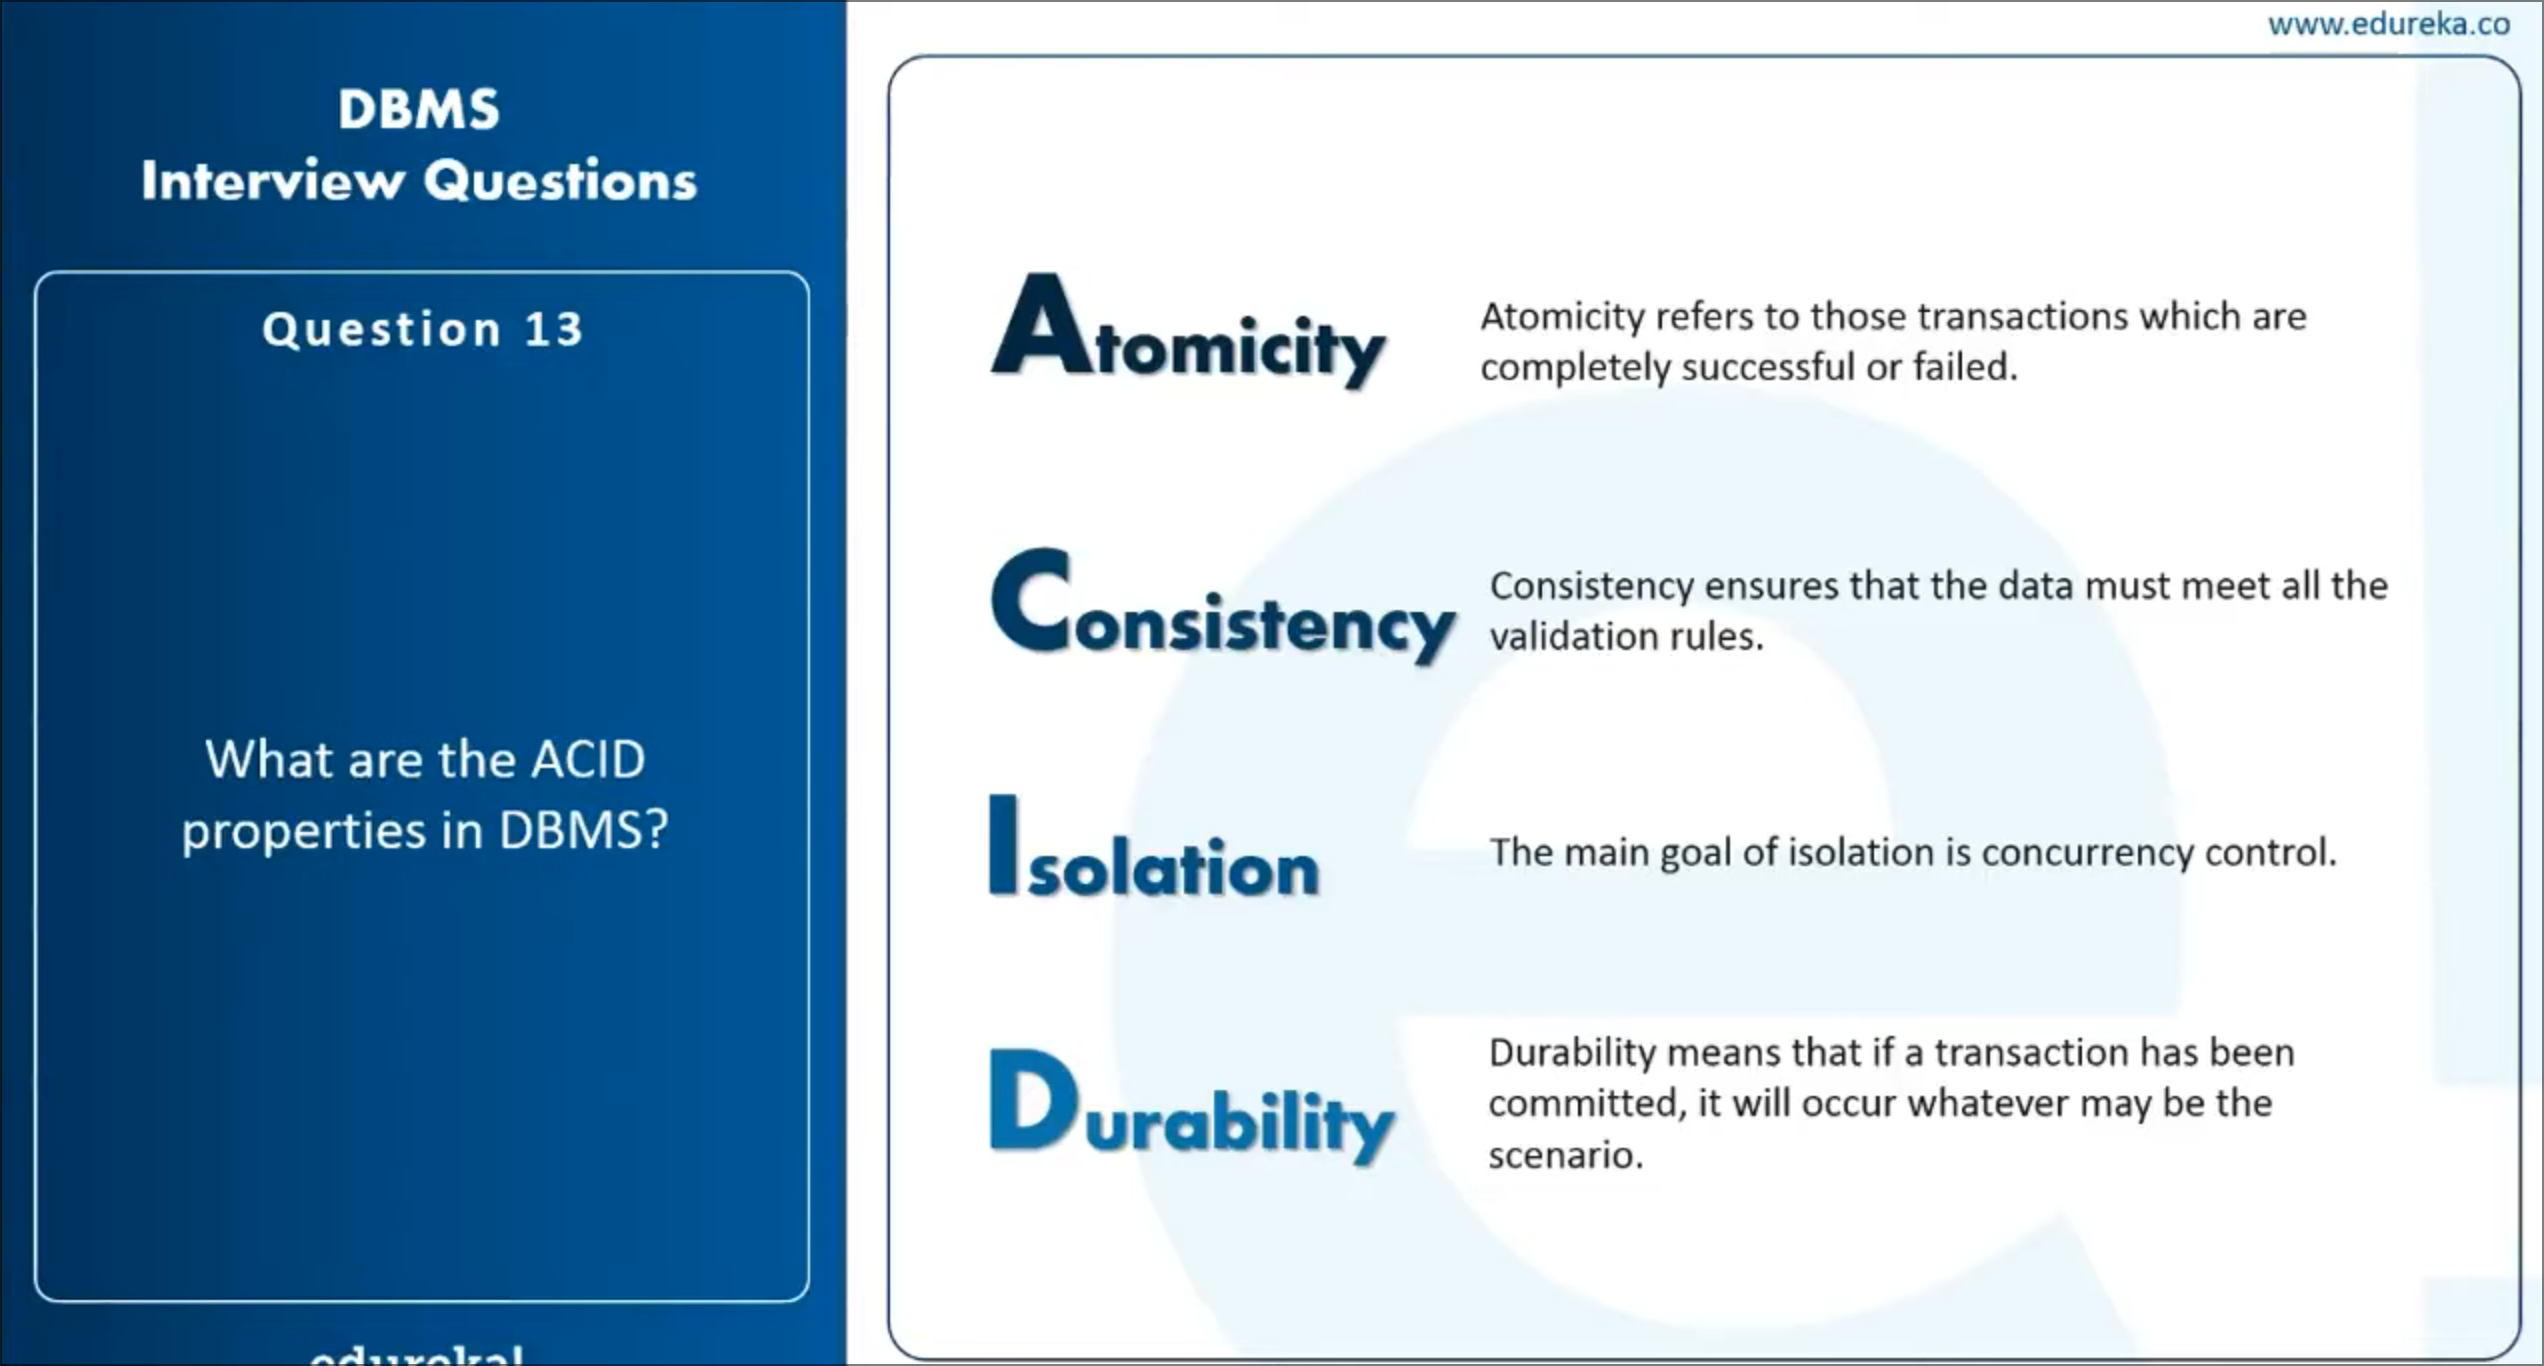 www.edureka.co
DBMS
Interview Questions
Question 13
What are the ACID
properties in DBMS?
edureka!
Atomicity
Atomicity refers to those transactions which are
completely successful or failed.
Consistency
Consistency ensures that the data must meet all the
validation rules.
Isolation
The main goal of isolation is concurrency control.
Durability
Durability means that if a transaction has been
committed, it will occur whatever may be the
scenario.